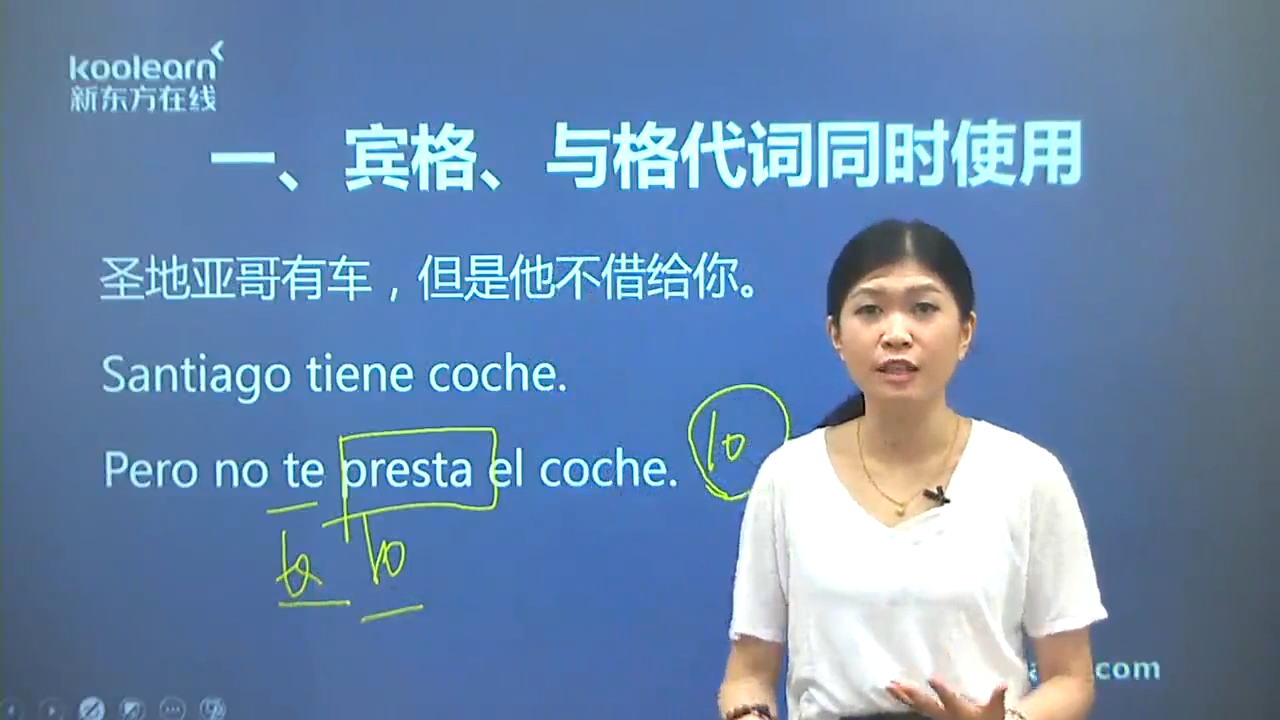 koolearn
新东方在线
一、宾格、与格代词同时使用
圣地亚哥有车，但是他不借给你。
Santiago tiene coche.
Pero no te presta el coche.
lo
te lo
.com